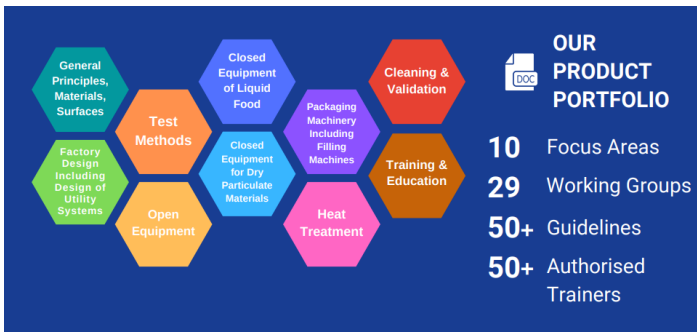 General
Principles,
Materials,
Surfaces
Test
Methods
Closed
Equipment
of Liquid
Food
Packaging
Machinery
Including
Filling
Machines
Cleaning &
Validation
Factory
Design
Including
Design of
Utility
Systems
Open
Equipment
Closed
Equipment
for Dry
Particulate
Materials
Heat
Treatment
Training &
Education
DOC
OUR
PRODUCT
PORTFOLIO
10 Focus Areas
29 Working Groups
50+ Guidelines
50+ Authorised
Trainers